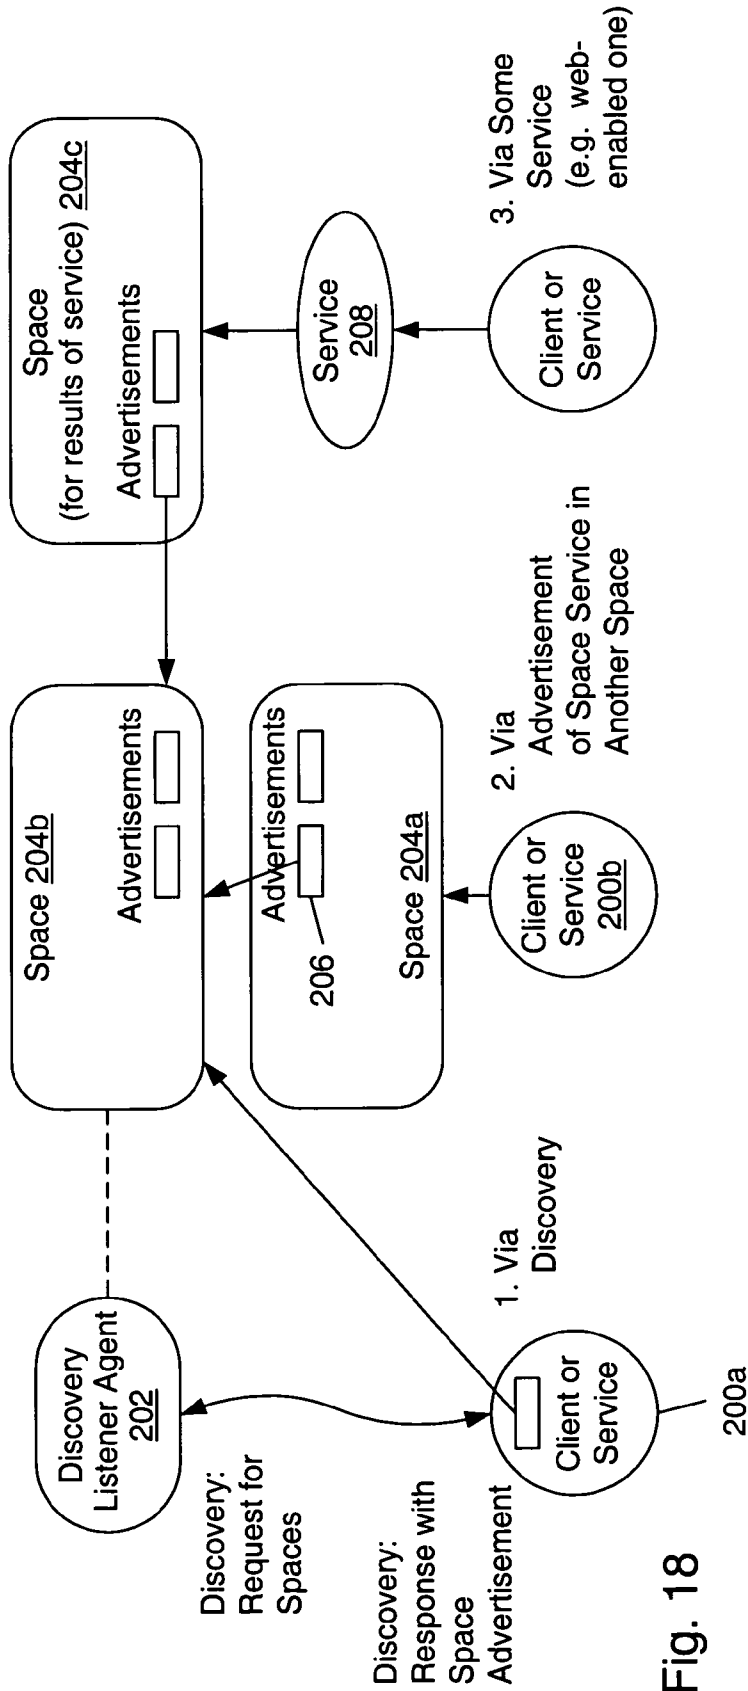 Discovery
Listener Agent
202
Discovery:
Request for
Spaces
Discovery:
Response with
Space
Advertisement
Client or
Service
200a
1. Via
Discovery
Space 204b
Advertisements
Advertisements
206
Space 204a
Client or
Service
200b
2. Via
Advertisement
of Space Service in
Another Space
Space
(for results of service) 204c
Advertisements
Service
208
Client or
Service
3. Via Some
Service
(e.g. web-
enabled one)
Fig. 18